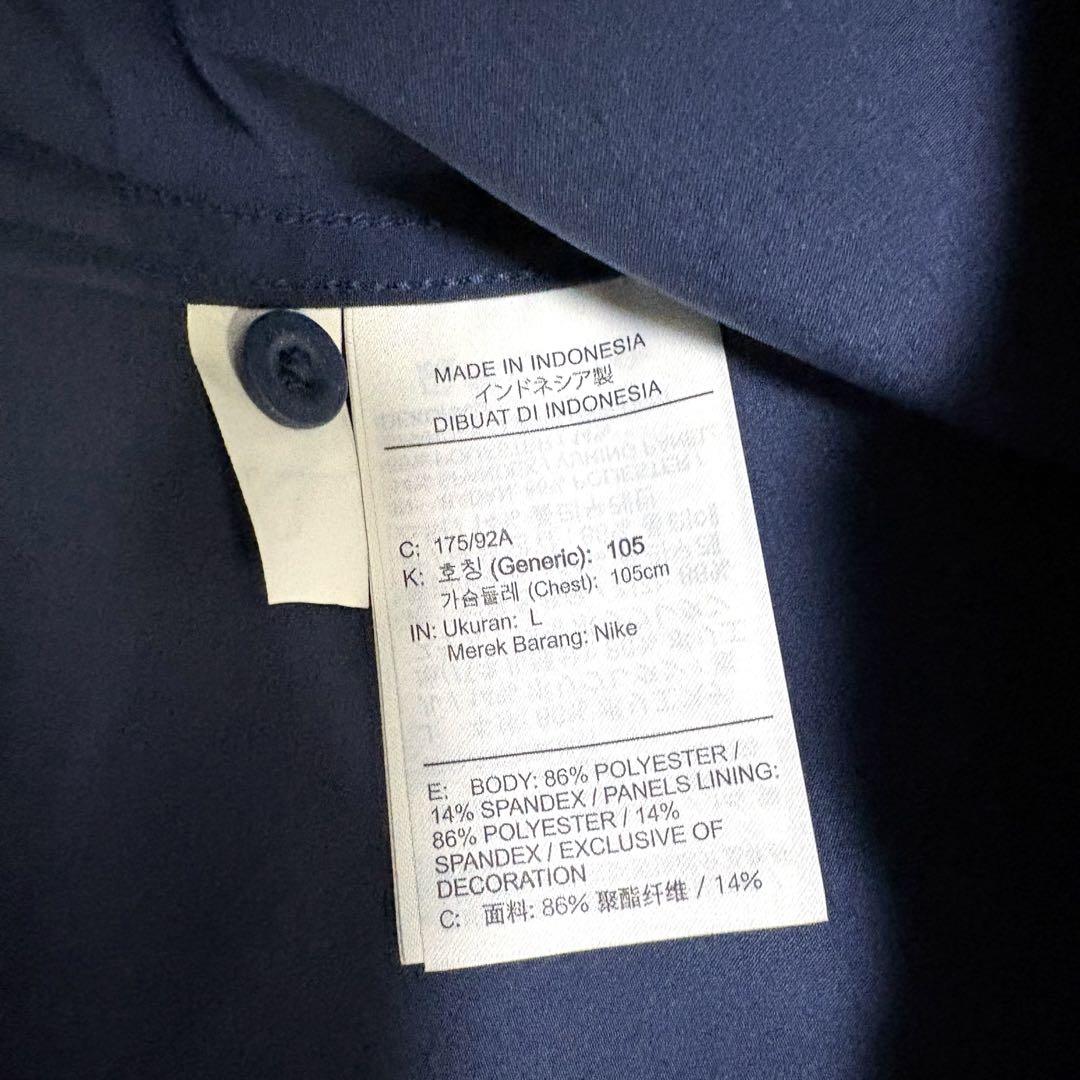 MADE IN INDONESIA
インドネシア製
DIBUAT DI INDONESIA
C: 175/92A
K: 호칭 (Generic): 105
가슴둘레 (Chest): 105cm
IN: Ukuran: L
Merek Barang: Nike
E: BODY: 86% POLYESTER /
14% SPANDEX / PANELS LINING:
86% POLYESTER / 14%
SPANDEX / EXCLUSIVE OF
DECORATION
C: 面料: 86% 聚酯纤维 / 14%